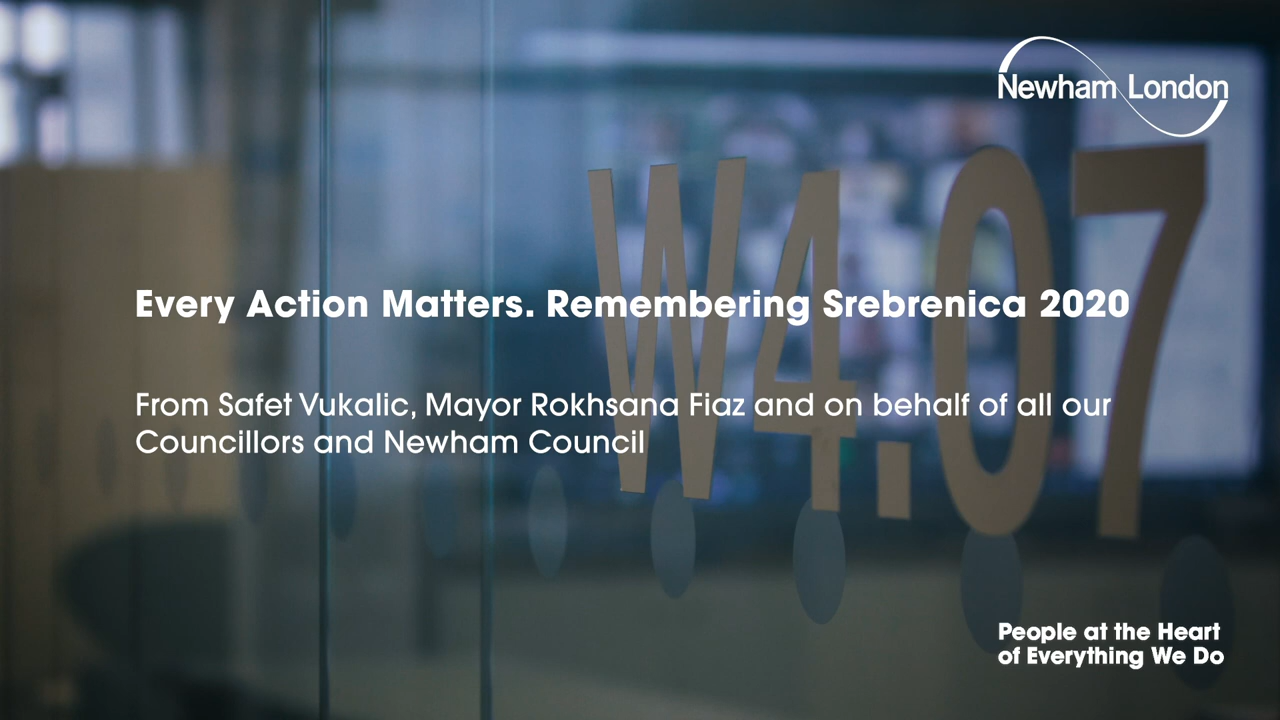 Newham London
W4.07
Every Action Matters. Remembering Srebrenica 2020
From Safet Vukalic, Mayor Rokhsana Fiaz and on behalf of all our
Councillors and Newham Council
People at the Heart
of Everything We Do